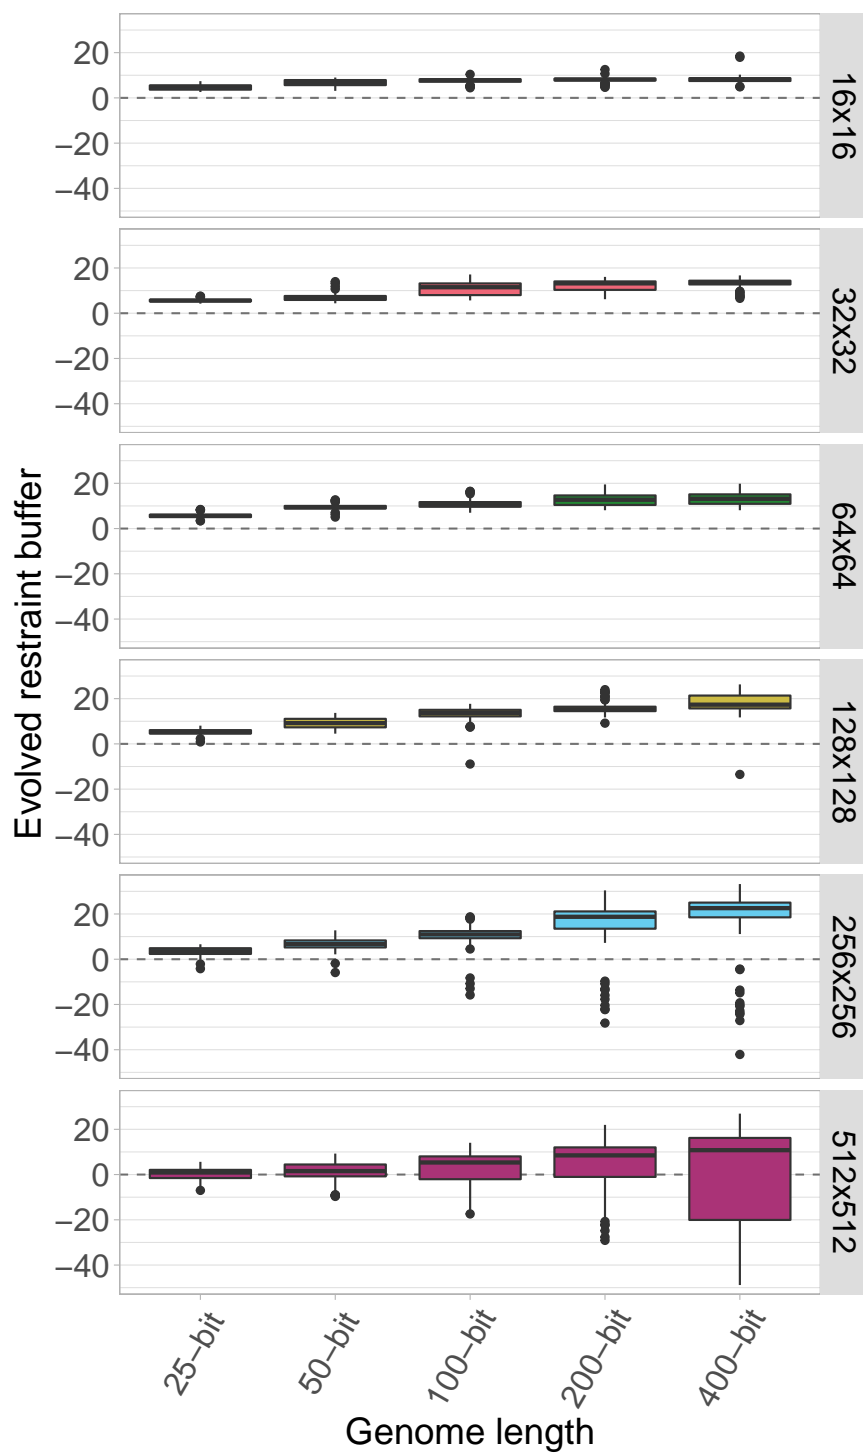 Evolved restraint buffer
20
0
−20
−40
16x16
20
0
−20
−40
32x32
20
0
−20
−40
64x64
20
0
−20
−40
128x128
20
0
−20
−40
256x256
20
0
−20
−40
512x512
25−bit
50−bit
100−bit
200−bit
400−bit
Genome length